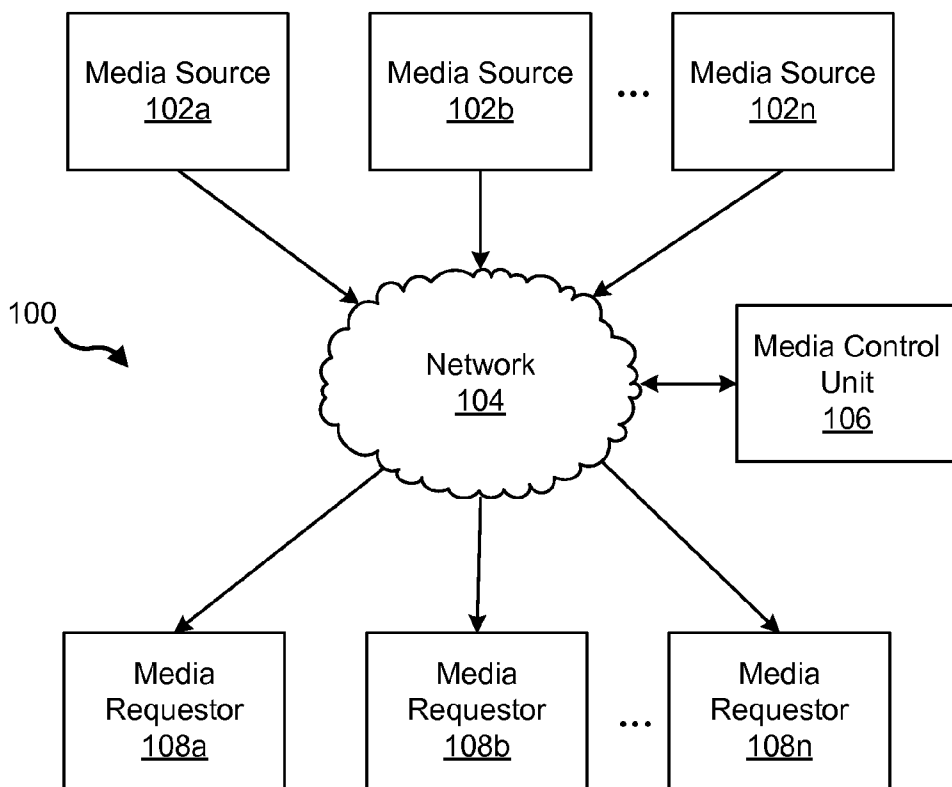 Media Source
102a
Media Source
102b
...
Media Source
102n
100
Network
104
Media Control
Unit
106
Media
Requestor
108a
Media
Requestor
108b
...
Media
Requestor
108n